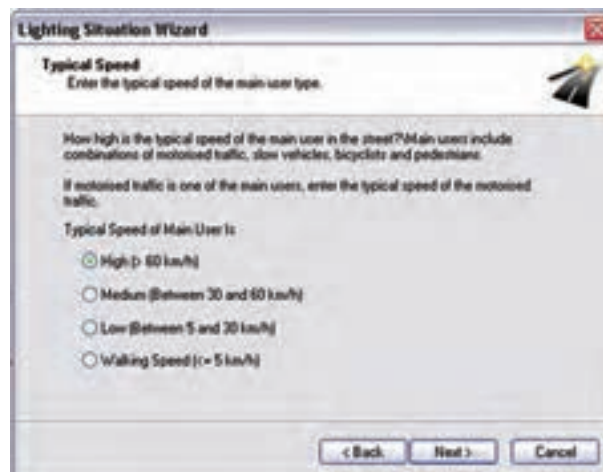 Lighting Situation Wizard
Typical Speed
Enter the typical speed of the main user type.
How high is the typical speed of the main user in the street?\Main users include
combinations of motorised traffic, slow vehicles, bicyclists and pedestrians.
If motorised traffic is one of the main users, enter the typical speed of the motorised
traffic.
Typical Speed of Main User Is
High (> 60 km/h)
Medium (Between 30 and 60 km/h)
Low (Between 5 and 30 km/h)
Walking Speed (<= 5 km/h)
< Back Next > Cancel